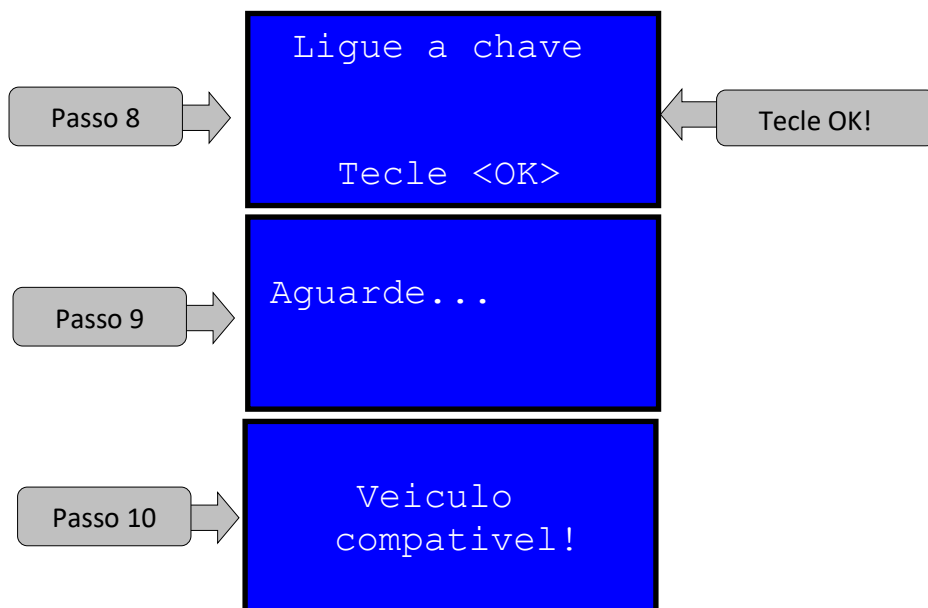 Ligue a chave
Passo 8
Tecle OK!
Tecle <OK>
Aguarde...
Passo 9
Veiculo
Passo 10
compativel!